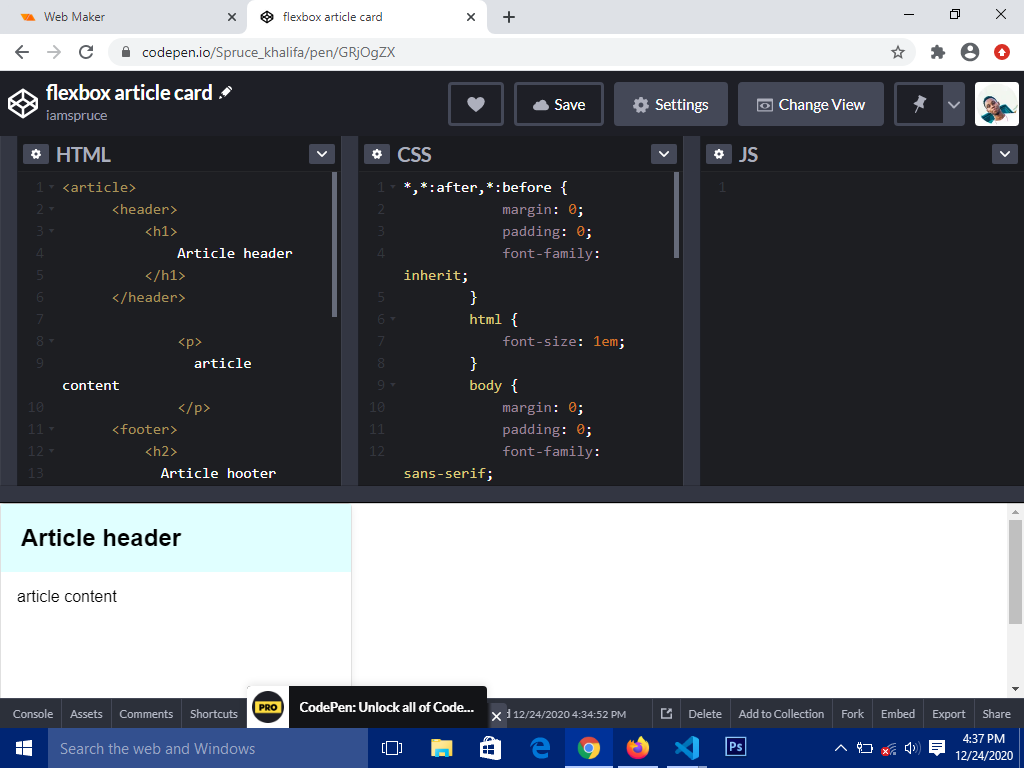 Web Maker
flexbox article card
codepen.io/Spruce_khalifa/pen/GRjOgZX
flexbox article card
iamspruce
Save
Settings
Change View
HTML
1 <article>
2 <header>
3 <h1>
4 Article header
5 </h1>
6 </header>
7
8 <p>
9 article
content
10 </p>
11 <footer>
12 <h2>
13 Article hooter
CSS
1 *,*:after,*:before {
2 margin: 0;
3 padding: 0;
4 font-family:
inherit;
5 }
6 html {
7 font-size: 1em;
8 }
9 body {
10 margin: 0;
11 padding: 0;
12 font-family:
sans-serif;
JS
1
Article header
article content
PRO
CodePen: Unlock all of Code...
Console
Assets
Comments
Shortcuts
d 12/24/2020 4:34:52 PM
Delete
Add to Collection
Fork
Embed
Export
Share
Search the web and Windows
Ps
4:37 PM
12/24/2020